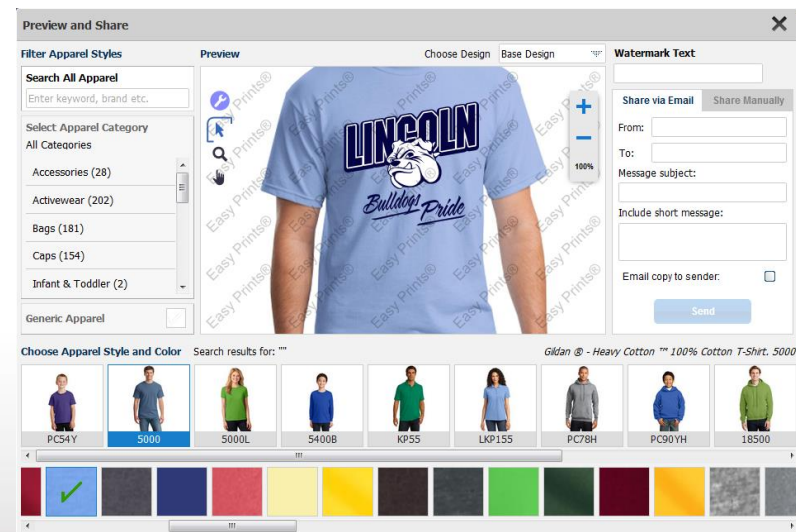 Preview and Share
Filter Apparel Styles
Search All Apparel
Enter keyword, brand etc.
Select Apparel Category
All Categories
Accessories (28)
Activewear (202)
Bags (181)
Caps (154)
Infant & Toddler (2)
Generic Apparel
Preview
Choose Design
Base Design
LINCOLN
Bulldogs Pride
Easy Prints®
100%
Watermark Text
Share via Email
Share Manually
From:
To:
Message subject:
Include short message:
Email copy to sender:
Send
Choose Apparel Style and Color
Search results for: ""
Gildan ® - Heavy Cotton ™ 100% Cotton T-Shirt. 5000
PC54Y
5000
5000L
5400B
KP55
LKP155
PC78H
PC90YH
18500